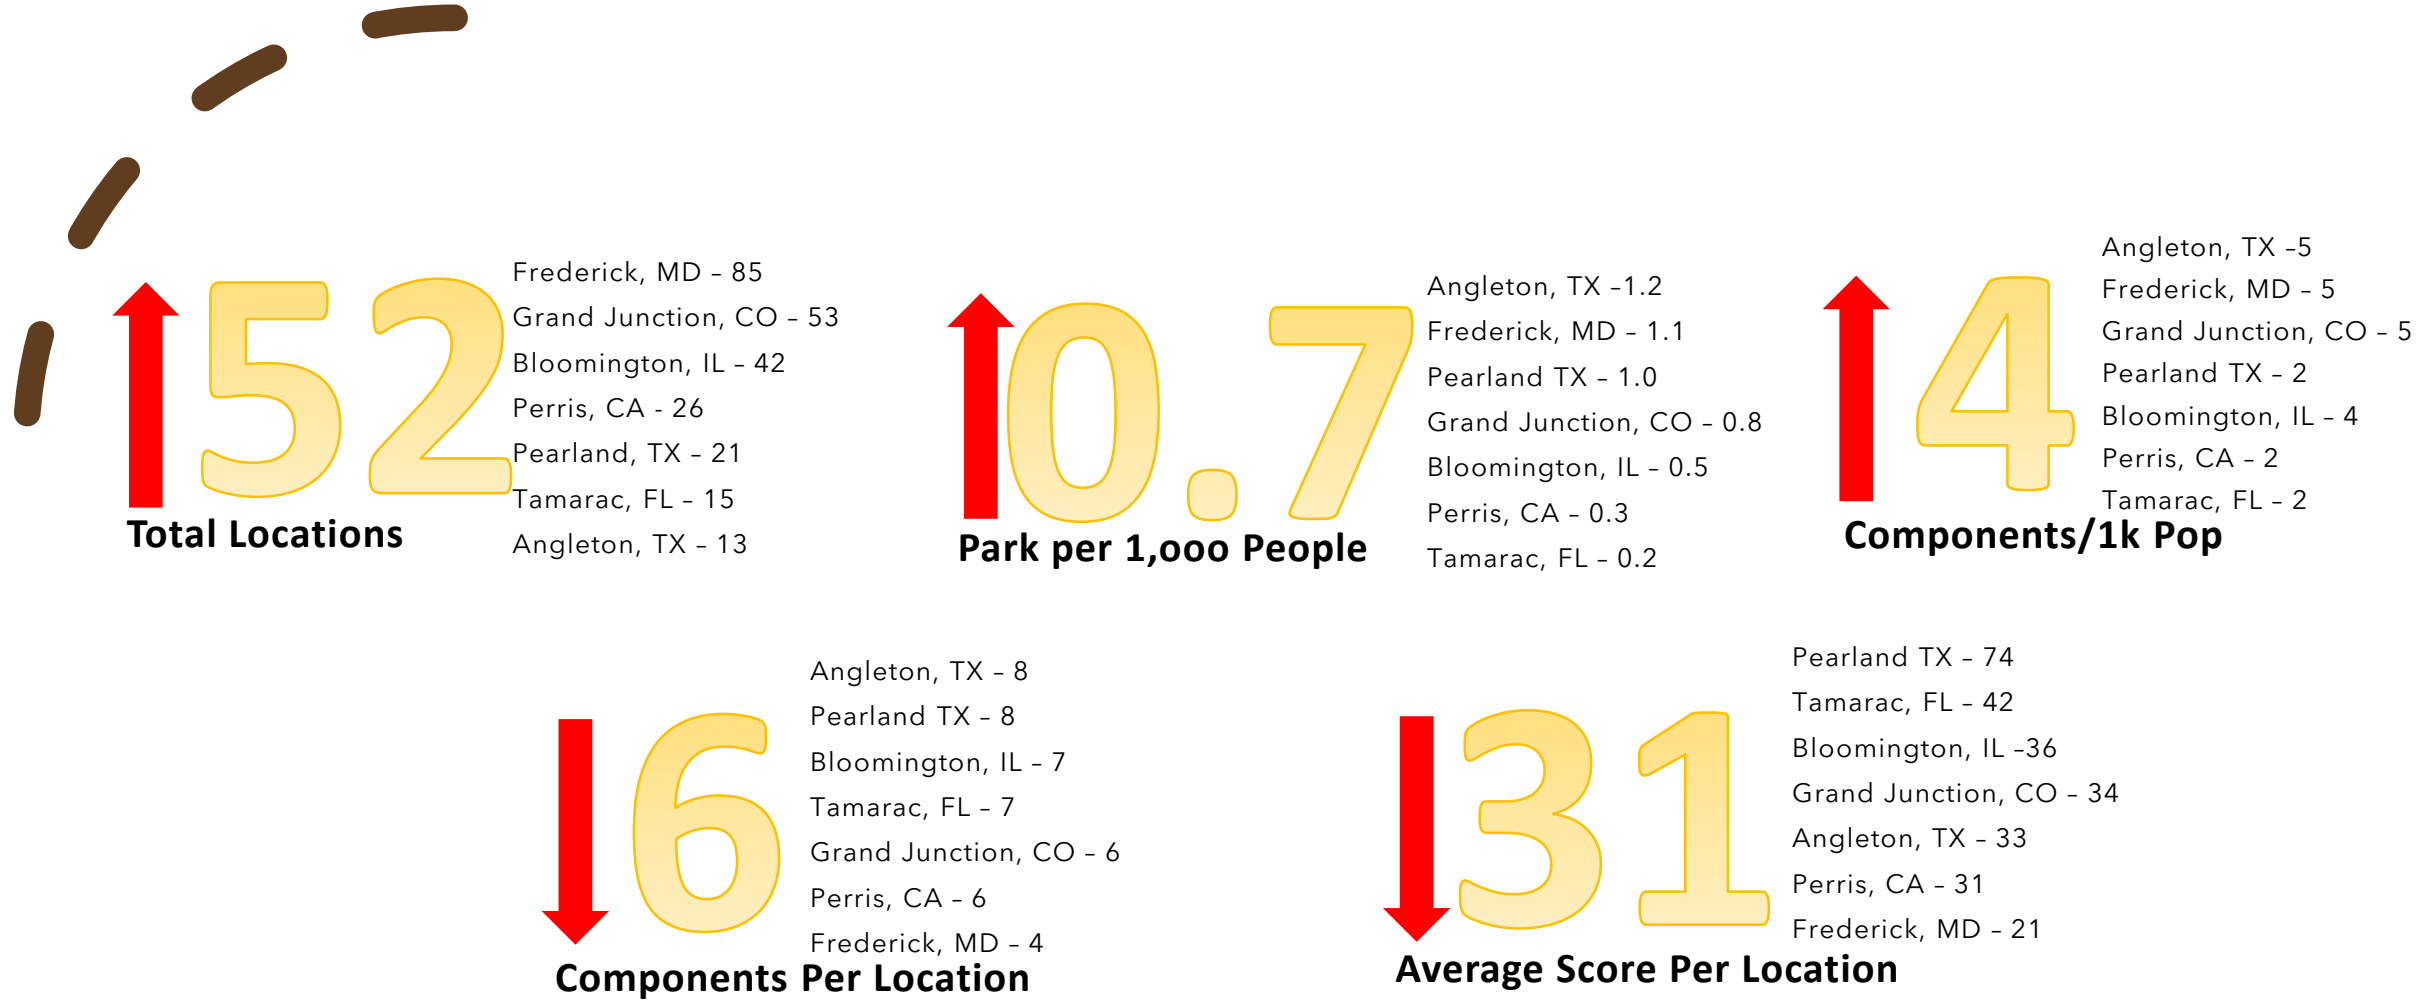 52
Total Locations
Frederick, MD – 85
Grand Junction, CO – 53
Bloomington, IL – 42
Perris, CA - 26
Pearland, TX – 21
Tamarac, FL – 15
Angleton, TX – 13
0.7
Park per 1,ooo People
Angleton, TX –1.2
Frederick, MD – 1.1
Pearland TX – 1.0
Grand Junction, CO – 0.8
Bloomington, IL – 0.5
Perris, CA – 0.3
Tamarac, FL – 0.2
4
Components/1k Pop
Angleton, TX –5
Frederick, MD – 5
Grand Junction, CO – 5
Pearland TX – 2
Bloomington, IL – 4
Perris, CA – 2
Tamarac, FL – 2
6
Components Per Location
Angleton, TX – 8
Pearland TX – 8
Bloomington, IL – 7
Tamarac, FL – 7
Grand Junction, CO – 6
Perris, CA – 6
Frederick, MD – 4
31
Average Score Per Location
Pearland TX – 74
Tamarac, FL – 42
Bloomington, IL –36
Grand Junction, CO – 34
Angleton, TX – 33
Perris, CA – 31
Frederick, MD – 21